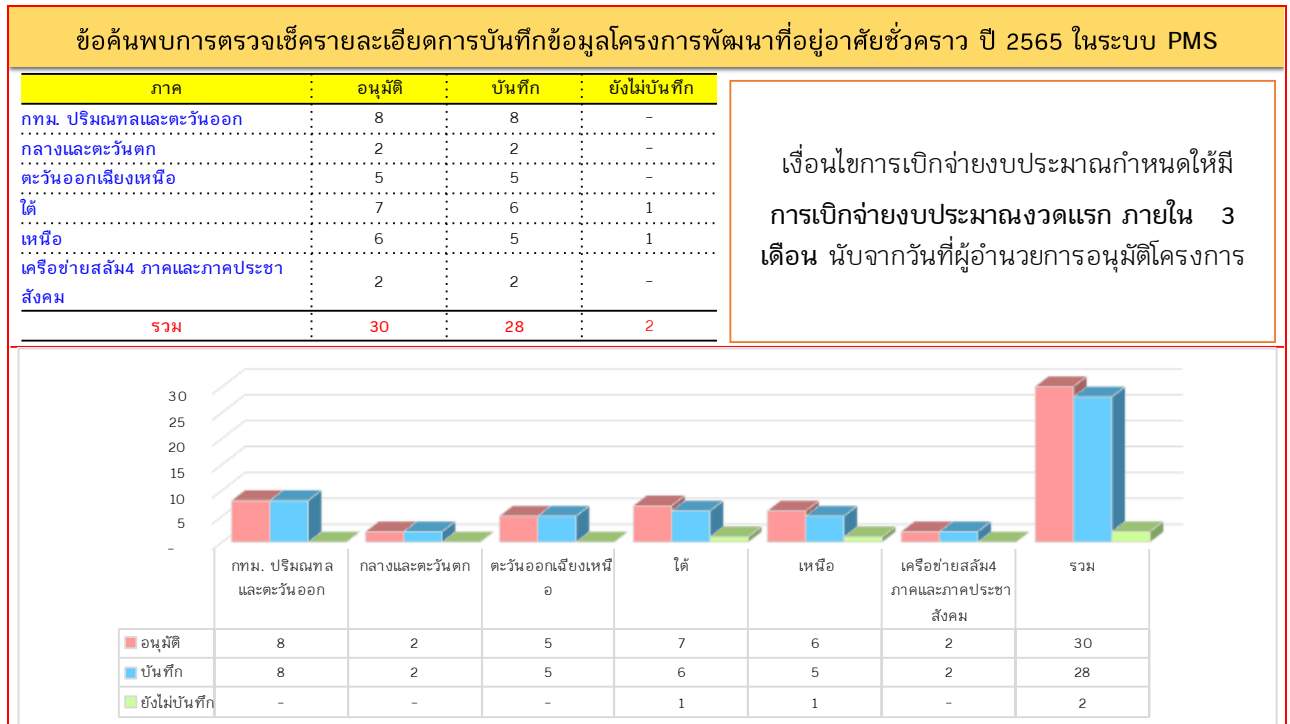 ข้อค้นพบการตรวจเช็ครายละเอียดการบันทึกข้อมูลโครงการพัฒนาที่อยู่อาศัยชั่วคราว ปี 2565 ในระบบ PMS
ภาค อนุมัติ บันทึก ยังไม่บันทึก
กทม. ปริมณฑลและตะวันออก 8 8 -
กลางและตะวันตก 2 2 -
ตะวันออกเฉียงเหนือ 5 5 -
ใต้ 7 6 1
เหนือ 6 5 1
เครือข่ายสลัม4 ภาคและภาคประชา
สังคม 2 2 -
รวม 30 28 2
เงื่อนไขการเบิกจ่ายงบประมาณกำหนดให้มี
การเบิกจ่ายงบประมาณงวดแรก ภายใน 3
เดือน นับจากวันที่ผู้อำนวยการอนุมัติโครงการ
30
25
20
15
10
5
-
กทม. ปริมณฑล กลางและตะวันตก ตะวันออกเฉียงเหนื ใต้ เหนือ เครือข่ายสลัม4 รวม
และตะวันออก อ ภาคและภาคประชา
สังคม
อนุมัติ 8 2 5 7 6 2 30
บันทึก 8 2 5 6 5 2 28
ยังไม่บันทึก - - - 1 1 - 2